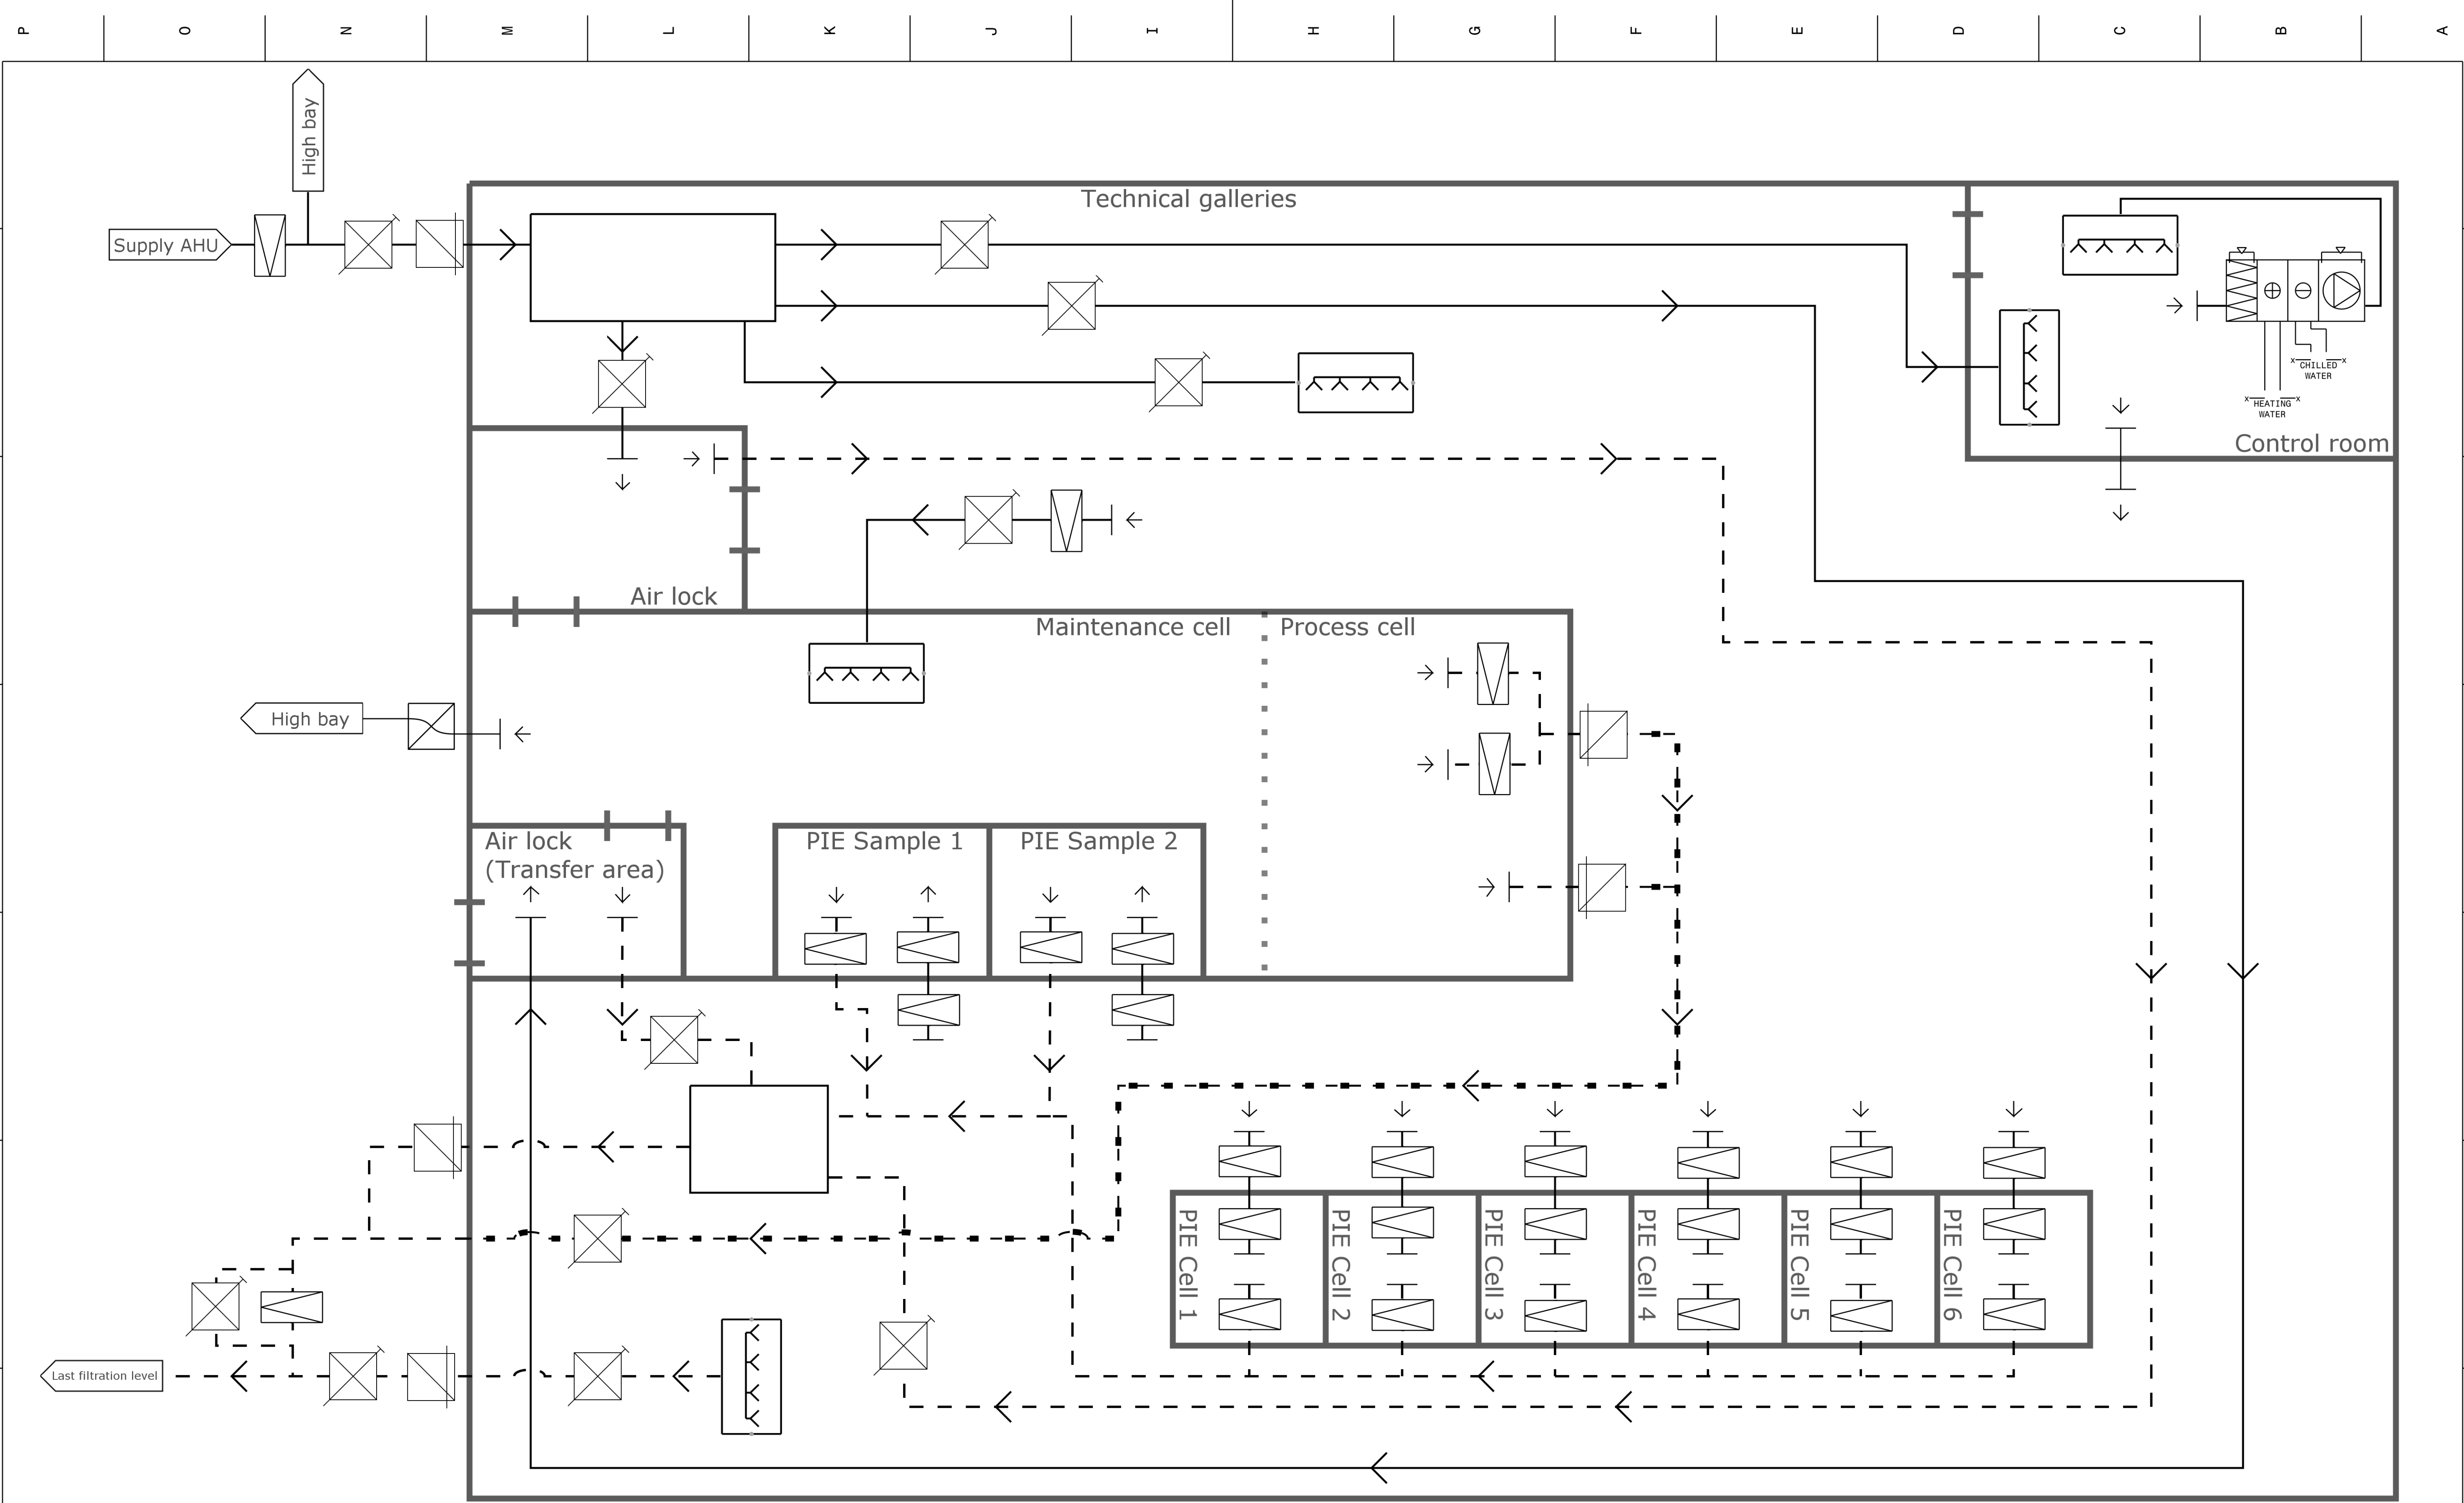 P
O
N
M
L
K
J
I
H
G
F
E
D
C
B
A
High bay
Technical galleries
Supply AHU
CHILLED
WATER
HEATING
WATER
Control room
Air lock
Maintenance cell
Process cell
High bay
Air lock
(Transfer area)
PIE Sample 1
PIE Sample 2
PIE Cell 1
PIE Cell 2
PIE Cell 3
PIE Cell 4
PIE Cell 5
PIE Cell 6
Last filtration level